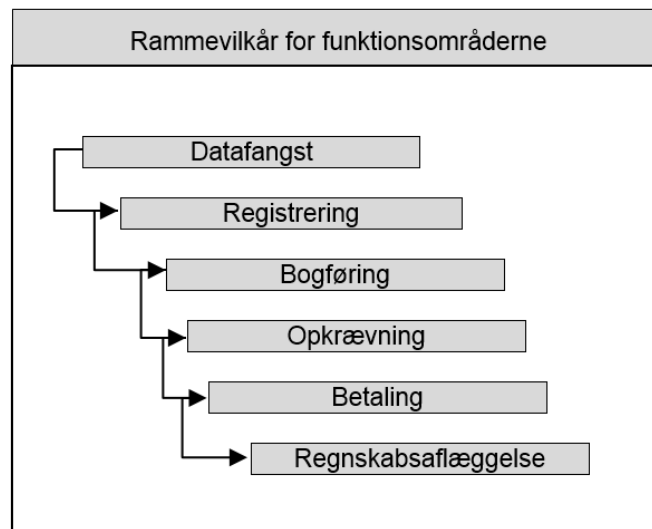 Rammevilkår for funktionsområderne
Datafangst
Registrering
Bogføring
Opkrævning
Betaling
Regnskabsaflæggelse